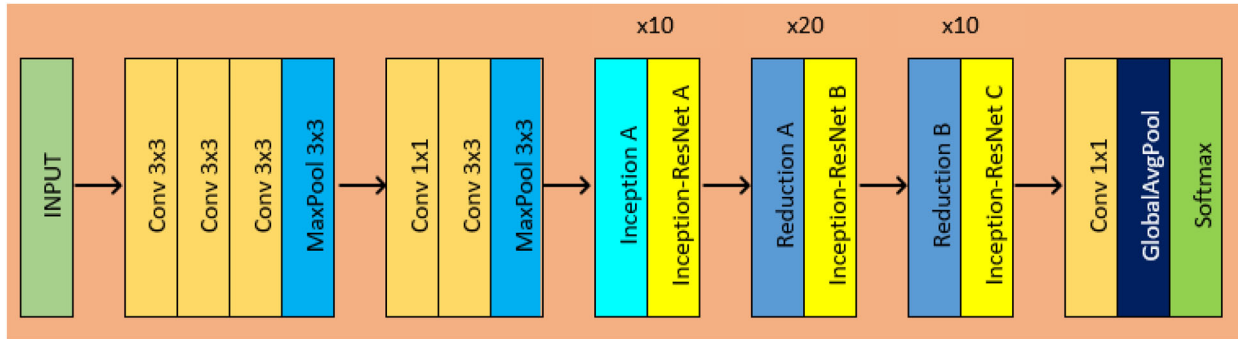 x10
x20
x10
INPUT
Conv 3x3
Conv 3x3
Conv 3x3
MaxPool 3x3
Conv 1x1
Conv 3x3
MaxPool 3x3
Inception A
Inception-ResNet A
Reduction A
Inception-ResNet B
Reduction B
Inception-ResNet C
Conv 1x1
GlobalAvgPool
Softmax